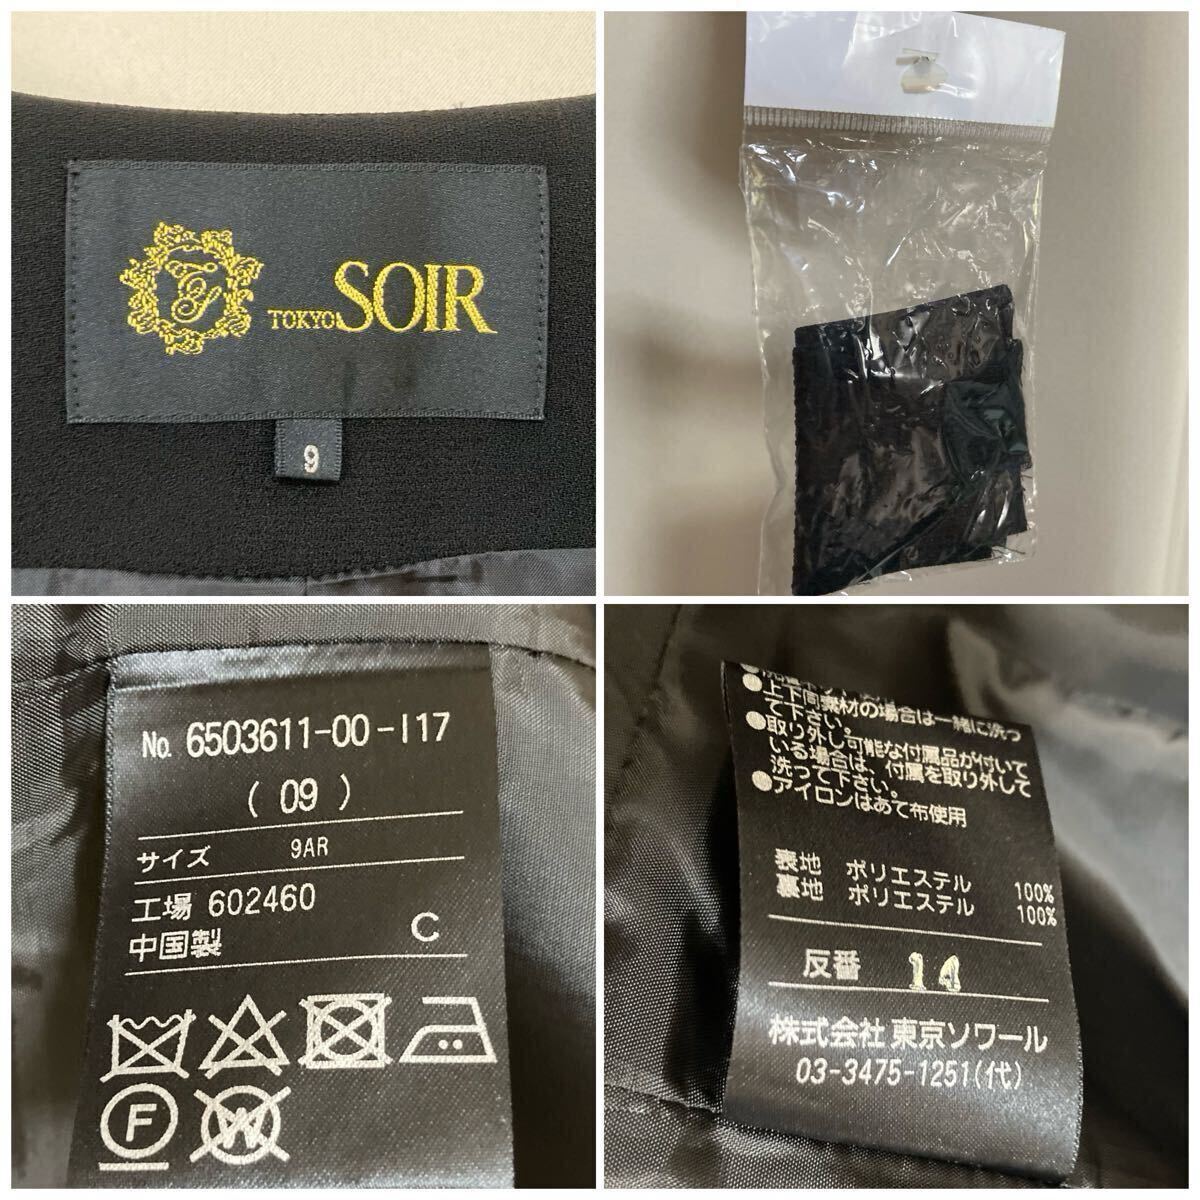 TOKYO SOIR
9
No. 6503611-00-I17
( 09 )
サイズ 9AR
工場 602460
中国製 C
F
W
●上下同素材の場合は一緒に洗っ
て下さい。
●取り外し可能な付属品が付いて
いる場合は、付属を取り外して
洗って下さい。
●アイロンはあて布使用
表地 ポリエステル 100%
裏地 ポリエステル 100%
反番 14
株式会社 東京ソワール
03-3475-1251(代)